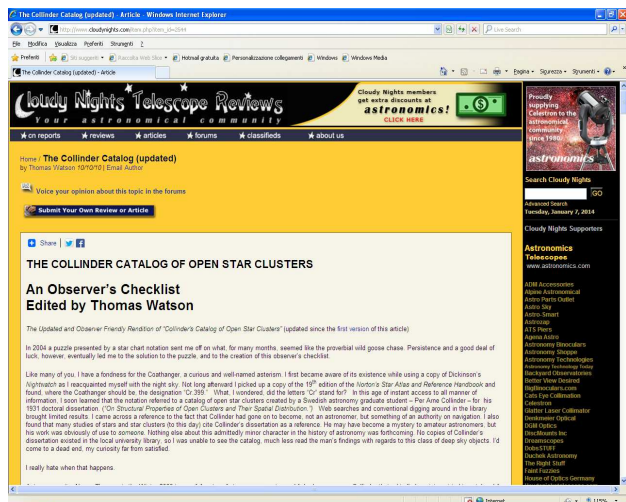 The Collinder Catalog (updated) - Article - Windows Internet Explorer
http://www.cloudynights.com/item.php?item_id=2544
Live Search
File Modifica Visualizza Preferiti Strumenti ?
Preferiti Siti suggeriti Raccolta Web Slice Hotmail gratuita Personalizzazione collegamenti Windows Windows Media
The Collinder Catalog (updated) - Article
Pagina Sicurezza Strumenti
Cloudy Nights Telescope Reviews
Your astronomical community
Cloudy Nights members
get extra discounts at
astronomics!
CLICK HERE
cn reports reviews articles forums classifieds about us
Home / The Collinder Catalog (updated)
by Thomas Watson 10/10/10 | Email Author
Voice your opinion about this topic in the forums
Submit Your Own Review or Article
Share
THE COLLINDER CATALOG OF OPEN STAR CLUSTERS
An Observer's Checklist
Edited by Thomas Watson
The Updated and Observer Friendly Rendition of "Collinder's Catalog of Open Star Clusters" (updated since the first version of this article)
In 2004 a puzzle presented by a star chart notation sent me off on what, for many months, seemed like the proverbial wild goose chase. Persistence and a good deal of
luck, however, eventually led me to the solution to the puzzle, and to the creation of this observer's checklist.
Like many of you, I have a fondness for the Coathanger, a curious and well-named asterism. I first became aware of its existence while using a copy of Dickinson's
Nightwatch as I reacquainted myself with the night sky. Not long afterward I picked up a copy of the 19th edition of the Norton's Star Atlas and Reference Handbook and
found, where the Coathanger should be, the designation "Cr 399." What, I wondered, did the letters "Cr" stand for? In this age of instant access to all manner of
information, I soon learned that the notation referred to a catalog of open star clusters created by a Swedish astronomy graduate student – Per Arne Collinder – for his
1931 doctoral dissertation. ("On Structural Properties of Open Clusters and Their Spatial Distribution.") Web searches and conventional digging around in the library
brought limited results. I came across a reference to the fact that Collinder had gone on to become, not an astronomer, but something of an authority on navigation. I also
found that many studies of stars and star clusters (to this day) cite Collinder's dissertation as a reference. He may have become a mystery to amateur astronomers, but
his work was obviously of use to someone. Nothing else about this admittedly minor character in the history of astronomy was forthcoming. No copies of Collinder's
dissertation existed in the local university library, so I was unable to see the catalog, much less read the man's findings with regards to this class of deep sky objects. I'd
come to a dead end, my curiosity far from satisfied.
I really hate when that happens.
Proudly
supplying
Celestron to the
astronomical
community
since 1980.
astronomics
Search Cloudy Nights
GO
Advanced Search
Tuesday, January 7, 2014
Cloudy Nights Supporters
Astronomics
Telescopes
www.astronomics.com
ADM Accessories
Alpine Astronomical
Astro Parts Outlet
Astro Sky
Astro-Smart
Astrozap
ATS Piers
Agena Astro
Astronomy Binoculars
Astronomy Shoppe
Astronomy Technologies
Astronomy Technology Today
Backyard Observatories
Better View Desired
BigBinoculars.com
Cats Eye Collimation
Celestron
Glatter Laser Collimator
Denkmeier Optical
DGM Optics
DiscMounts Inc
Dreamscopes
DobSTUFF
Duchek Astronomy
The Right Stuff
Faint Fuzzies
House of Optics Germany
Internet
115%